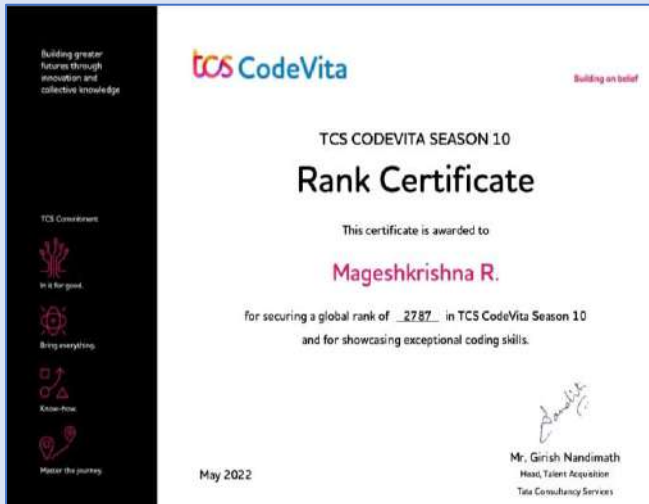 Building greater
futures through
innovation and
collective knowledge
TCS Commitment
In it for good.
Bring everything.
Know-how.
Master the journey.
tcs CodeVita
Building on belief
TCS CODEVITA SEASON 10
Rank Certificate
This certificate is awarded to
Mageshkrishna R.
for securing a global rank of 2787 in TCS CodeVita Season 10
and for showcasing exceptional coding skills.
May 2022
Mr. Girish Nandimath
Head, Talent Acquisition
Tata Consultancy Services